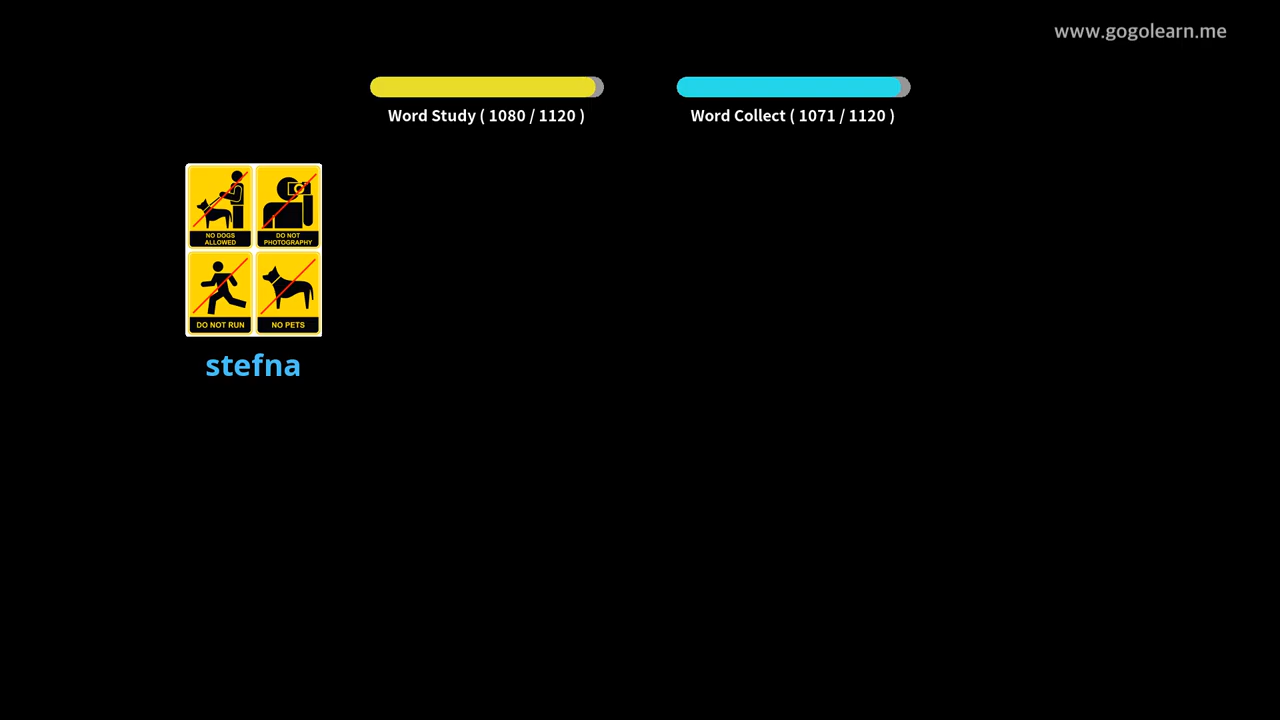 www.gogolearn.me
Word Study ( 1080 / 1120 )
Word Collect ( 1071 / 1120 )
NO DOGS
ALLOWED
DO NOT
PHOTOGRAPHY
DO NOT RUN
NO PETS
stefna